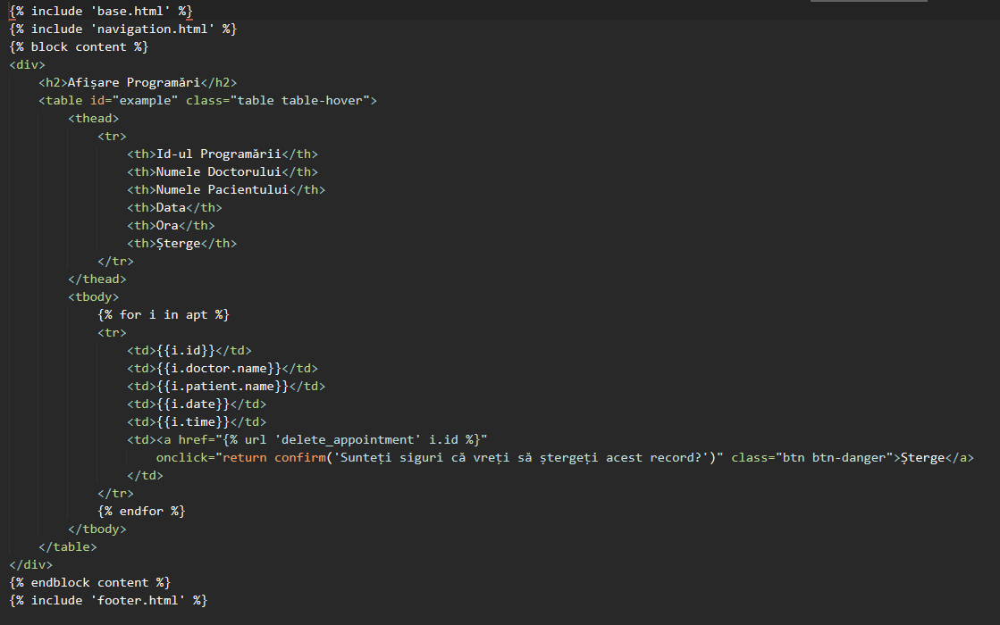 {% include 'base.html' %}
{% include 'navigation.html' %}
{% block content %}
<div>
    <h2>Afișare Programări</h2>
    <table id="example" class="table table-hover">
        <thead>
            <tr>
                <th>Id-ul Programării</th>
                <th>Numele Doctorului</th>
                <th>Numele Pacientului</th>
                <th>Data</th>
                <th>Ora</th>
                <th>Șterge</th>
            </tr>
        </thead>
        <tbody>
            {% for i in apt %}
            <tr>
                <td>{{i.id}}</td>
                <td>{{i.doctor.name}}</td>
                <td>{{i.patient.name}}</td>
                <td>{{i.date}}</td>
                <td>{{i.time}}</td>
                <td><a href="{% url 'delete_appointment' i.id %}"
                    onclick="return confirm('Sunteți siguri că vreți să ștergeți acest record?')" class="btn btn-danger">Șterge</a>
                </td>
            </tr>
            {% endfor %}
        </tbody>
    </table>
</div>
{% endblock content %}
{% include 'footer.html' %}